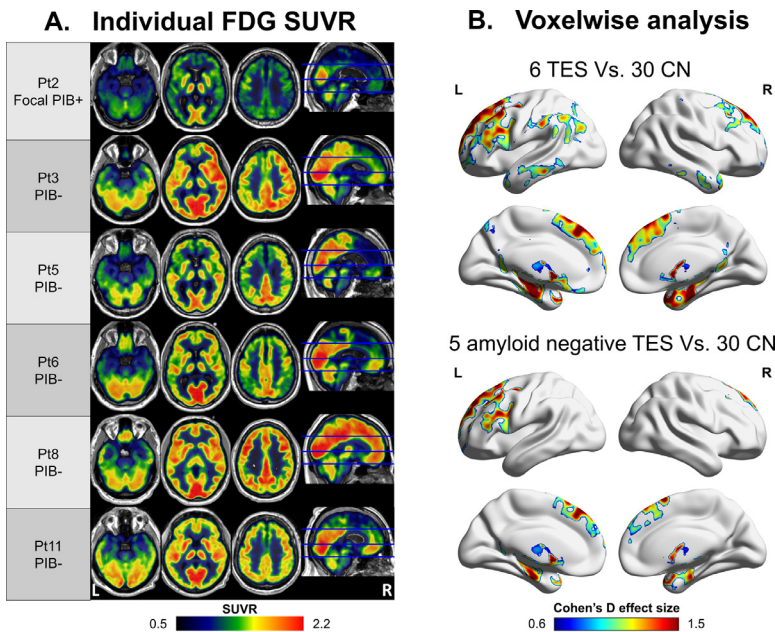 A. Individual FDG SUVR
Pt2
Focal PIB+
Pt3
PIB-
Pt5
PIB-
Pt6
PIB-
Pt8
PIB-
Pt11
PIB-
L
R
SUVR
0.5
2.2
B. Voxelwise analysis
6 TES Vs. 30 CN
L
R
5 amyloid negative TES Vs. 30 CN
L
R
Cohen's D effect size
0.6
1.5